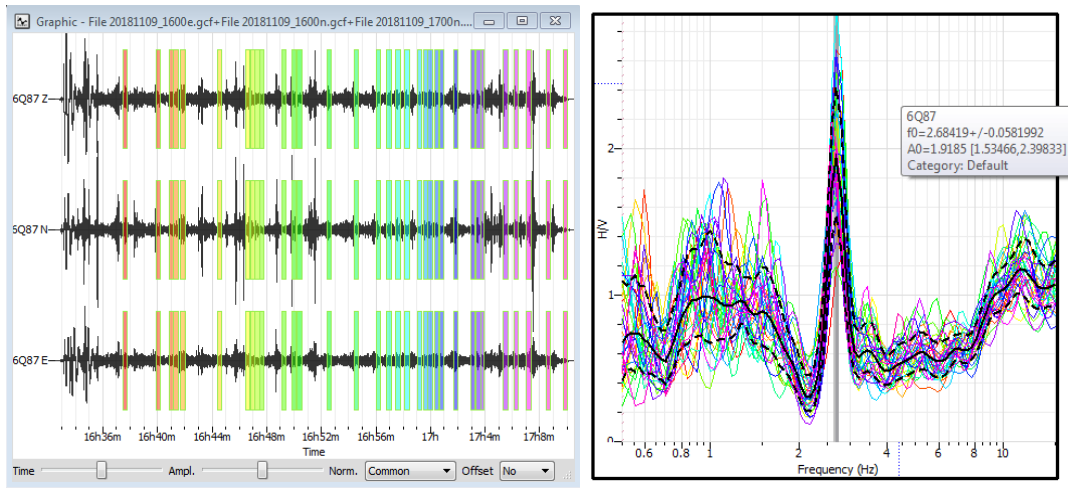 Graphic - File 20181109_1600e.gcf+File 20181109_1600n.gcf+File 20181109_1700n....
6Q87 Z
6Q87 N
6Q87 E
16h36m 16h40m 16h44m 16h48m 16h52m 16h56m 17h 17h4m 17h8m
Time
Time Ampl. Norm. Common Offset No
6Q87
f0=2.68419+/-0.0581992
A0=1.9185 [1.53466,2.39833]
Category: Default
H/V
2
1
0
0.6 0.8 1 2 4 6 8 10
Frequency (Hz)